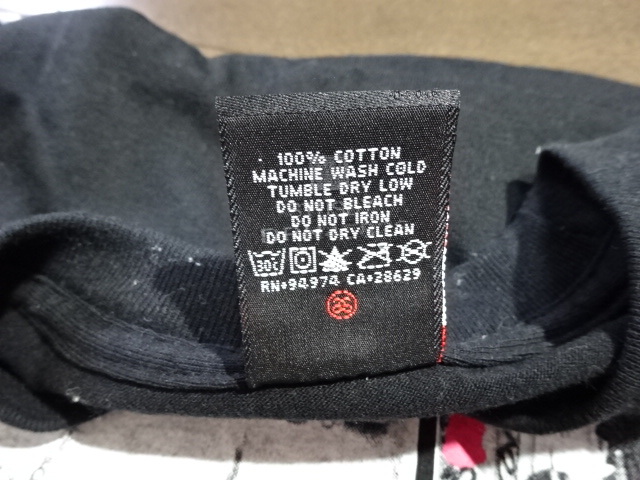 100% COTTON
MACHINE WASH COLD
TUMBLE DRY LOW
DO NOT BLEACH
DO NOT IRON
DO NOT DRY CLEAN
30C
RN•94974 CA•28629